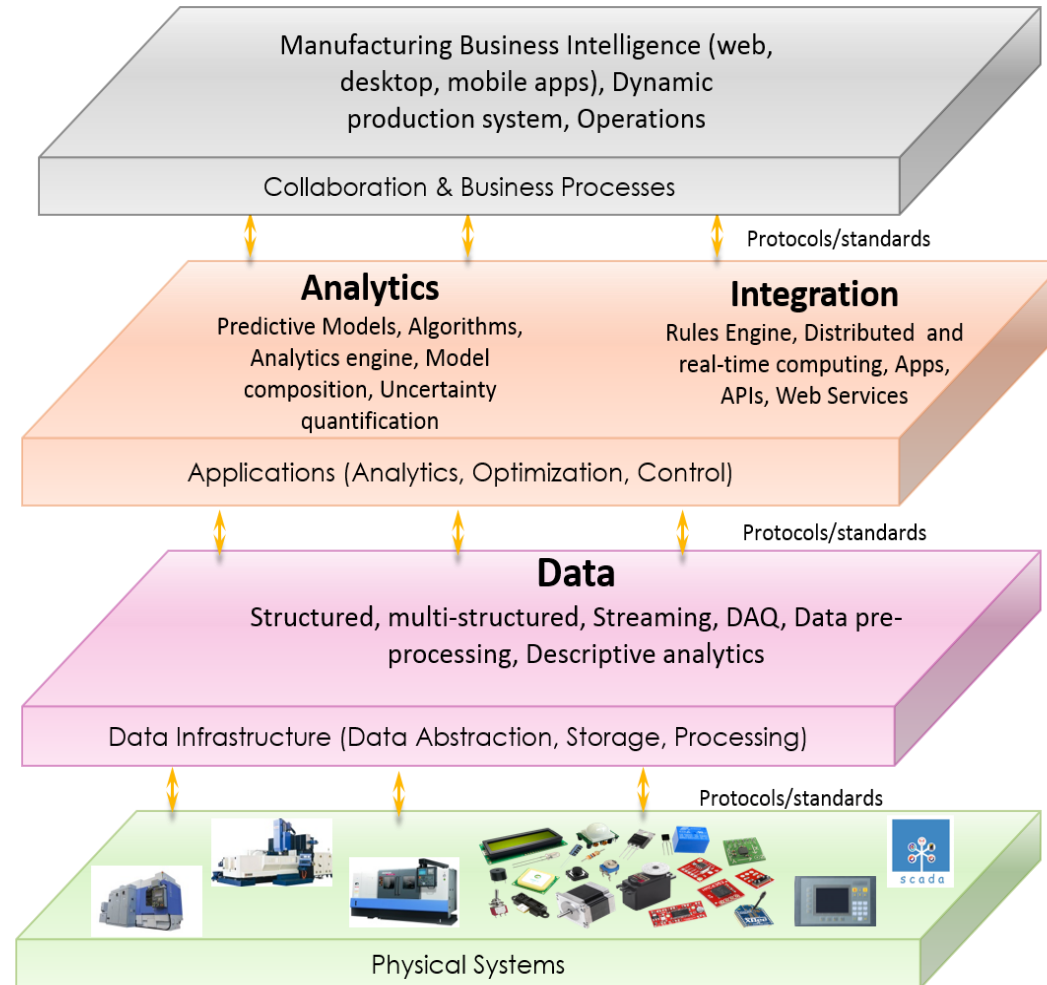 Manufacturing Business Intelligence (web,
desktop, mobile apps), Dynamic
production system, Operations
Collaboration & Business Processes
Protocols/standards
Analytics
Predictive Models, Algorithms,
Analytics engine, Model
composition, Uncertainty
quantification
Integration
Rules Engine, Distributed and
real-time computing, Apps,
APIs, Web Services
Applications (Analytics, Optimization, Control)
Protocols/standards
Data
Structured, multi-structured, Streaming, DAQ, Data pre-
processing, Descriptive analytics
Data Infrastructure (Data Abstraction, Storage, Processing)
Protocols/standards
scada
Physical Systems